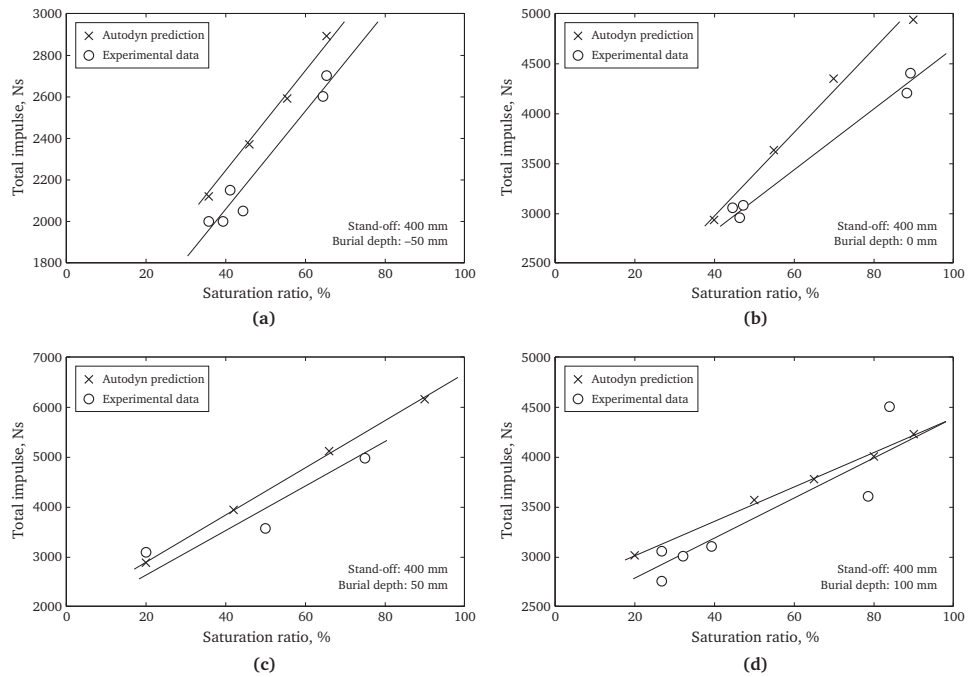 3000
2800
2600
2400
2200
2000
1800
Total impulse, Ns
Autodyn prediction
Experimental data
Stand-off: 400 mm
Burial depth: –50 mm
0 20 40 60 80 100
Saturation ratio, %
(a)
5000
4500
4000
3500
3000
2500
Total impulse, Ns
Autodyn prediction
Experimental data
Stand-off: 400 mm
Burial depth: 0 mm
0 20 40 60 80 100
Saturation ratio, %
(b)
7000
6000
5000
4000
3000
2000
Total impulse, Ns
Autodyn prediction
Experimental data
Stand-off: 400 mm
Burial depth: 50 mm
0 20 40 60 80 100
Saturation ratio, %
(c)
5000
4500
4000
3500
3000
2500
Total impulse, Ns
Autodyn prediction
Experimental data
Stand-off: 400 mm
Burial depth: 100 mm
0 20 40 60 80 100
Saturation ratio, %
(d)